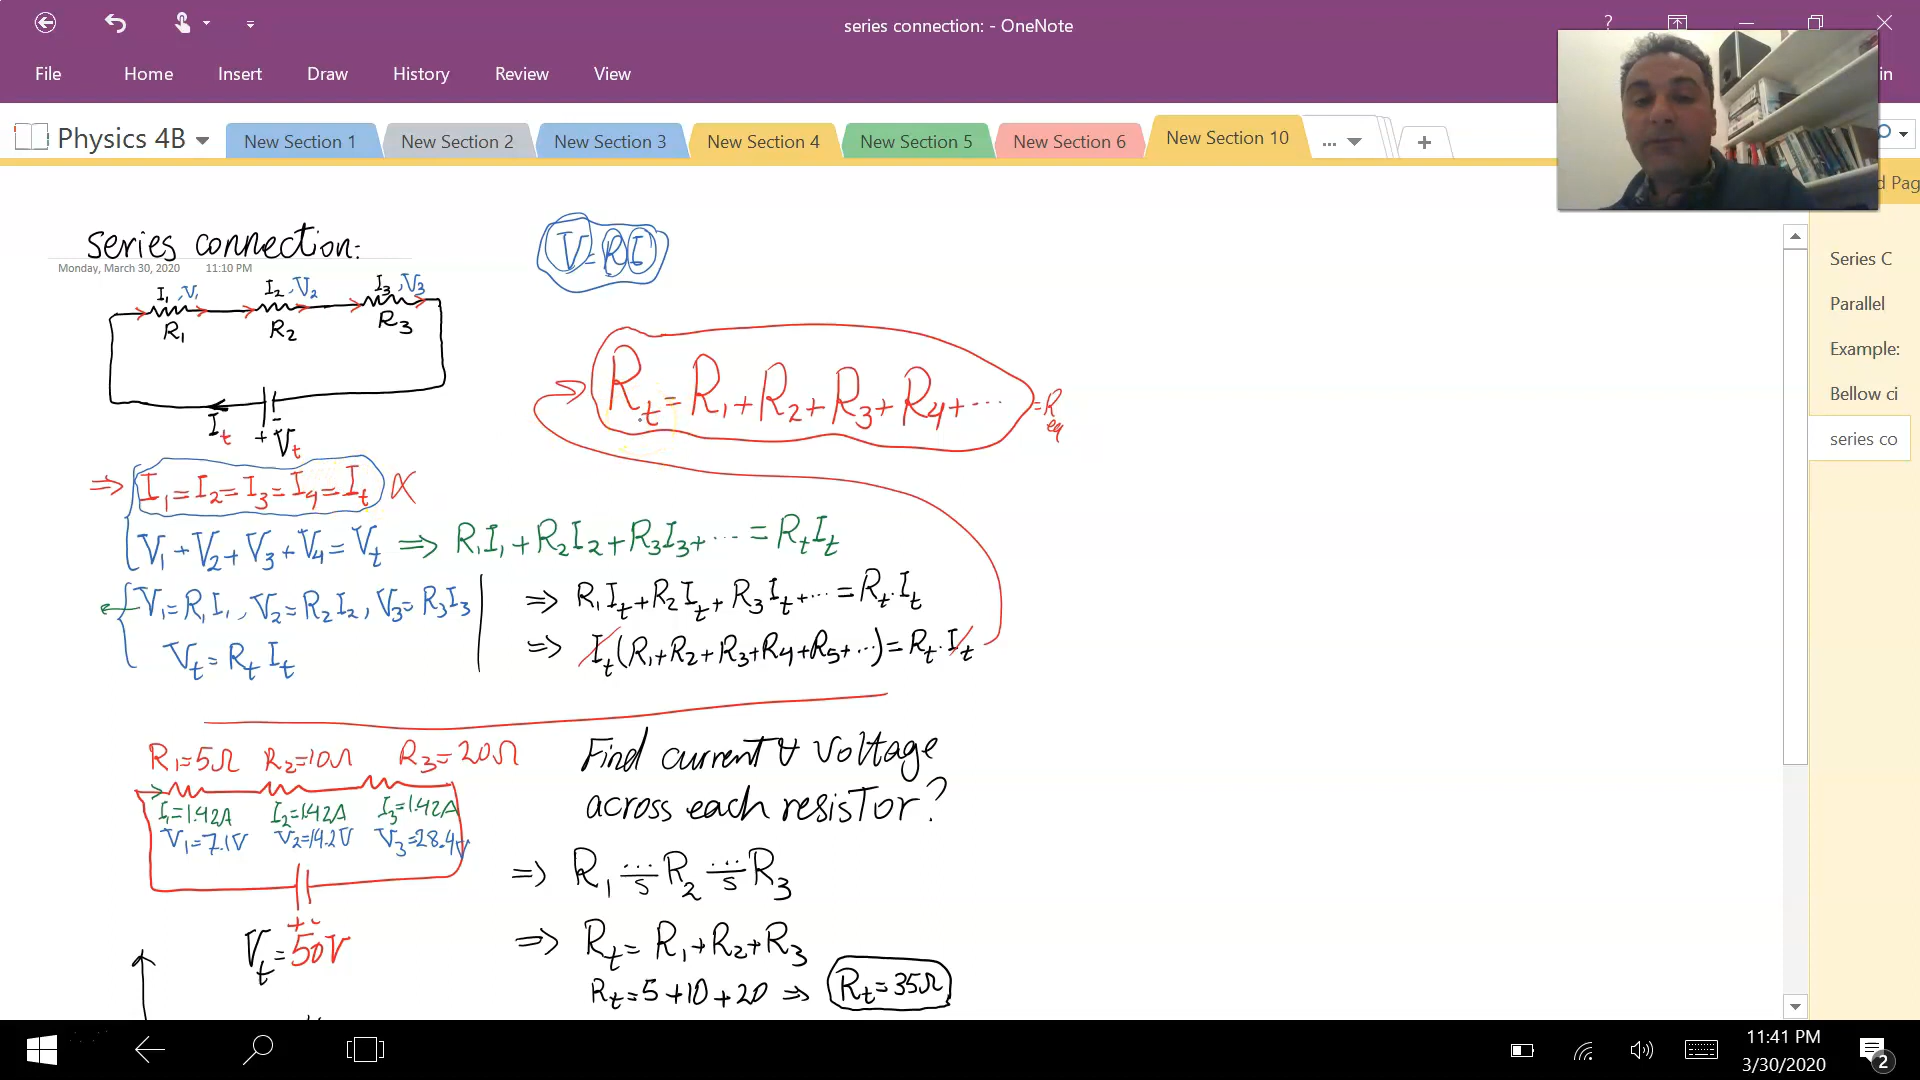 series connection: - OneNote
?
File Home Insert Draw History Review View
Physics 4B New Section 1 New Section 2 New Section 3 New Section 4 New Section 5 New Section 6 New Section 10 ... +
Series C
Parallel
Example:
Bellow ci
series co
series connection:
Monday, March 30, 2020 11:10 PM
V=RI
I₁, V₁ I₂, V₂ I₃, V₃
R₁ R₂ R₃
It + - Vt
Rt = R₁+R₂+R₃+R₄+... = Req
⇒ I₁=I₂=I₃=I₄=It
V₁+V₂+V₃+V₄=Vt ⇒ R₁I₁+R₂I₂+R₃I₃+... = RtIt
V₁=R₁I₁, V₂=R₂I₂, V₃=R₃I₃
Vt=Rt It
⇒ R₁It+R₂It+R₃It+...=Rt.It
⇒ It(R₁+R₂+R₃+R₄+R₅+...)=Rt.It
R₁=5Ω R₂=10Ω R₃=20Ω
I₁=1.42A I₂=1.42A I₃=1.42A
V₁=7.1V V₂=14.2V V₃=28.4V
+ -
Vt=50V
Find current & voltage
across each resisTor?
⇒ R₁ s R₂ s R₃
⇒ Rt= R₁+R₂+R₃
Rt=5+10+20 ⇒ Rt=35Ω
11:41 PM
3/30/2020
2